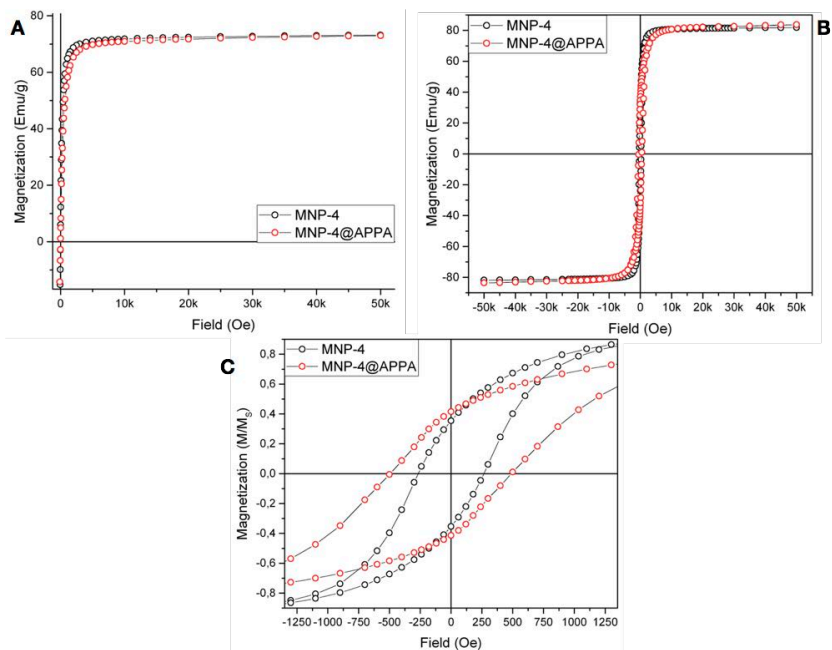 A
Magnetization (Emu/g)
80
60
40
20
0
MNP-4
MNP-4@APPA
0
10k
20k
30k
40k
50k
Field (Oe)
B
Magnetization (Emu/g)
80
60
40
20
0
-20
-40
-60
-80
MNP-4
MNP-4@APPA
-50k
-40k
-30k
-20k
-10k
0
10k
20k
30k
40k
50k
Field (Oe)
C
Magnetization (M/MS)
0,8
0,6
0,4
0,2
0,0
-0,2
-0,4
-0,6
-0,8
MNP-4
MNP-4@APPA
-1250
-1000
-750
-500
-250
0
250
500
750
1000
1250
Field (Oe)